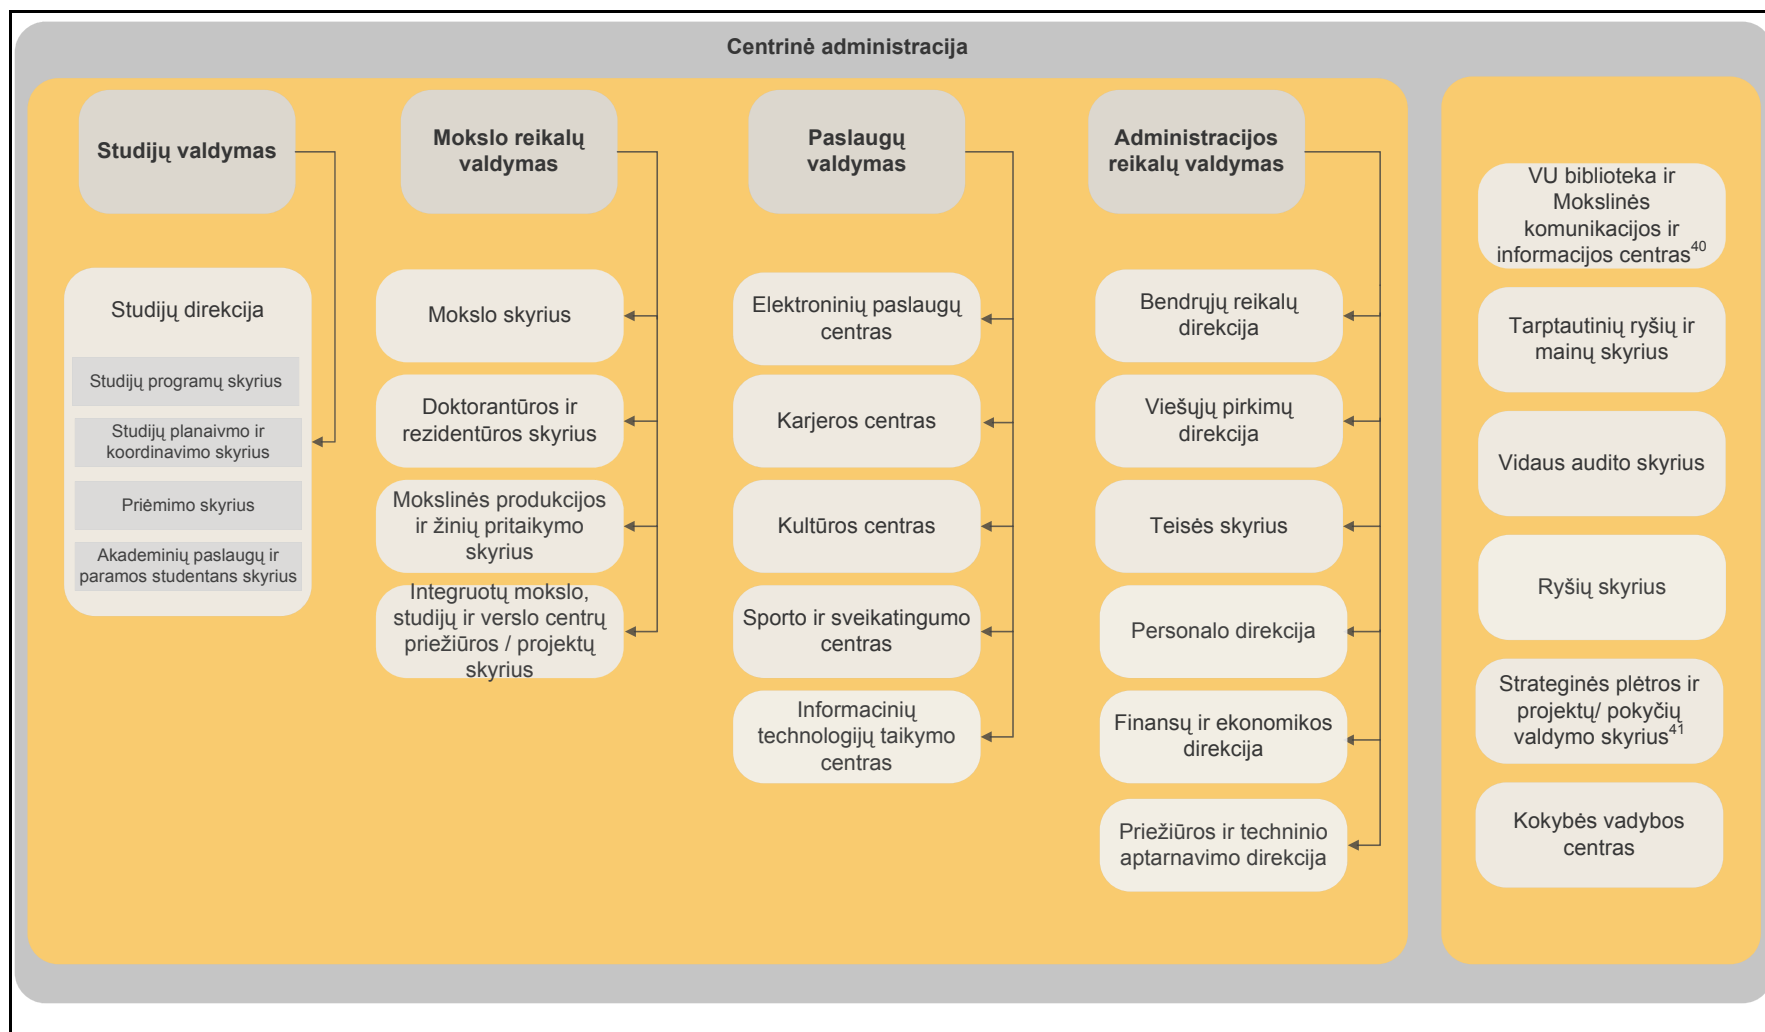 Centrinė administracija
Studijų valdymas
Studijų direkcija
Studijų programų skyrius
Studijų planaivmo ir
koordinavimo skyrius
Priėmimo skyrius
Akademinių paslaugų ir
paramos studentans skyrius
Mokslo reikalų
valdymas
Mokslo skyrius
Doktorantūros ir
rezidentūros skyrius
Mokslinės produkcijos
ir žinių pritaikymo
skyrius
Integruotų mokslo,
studijų ir verslo centrų
priežiūros / projektų
skyrius
Paslaugų
valdymas
Elektroninių paslaugų
centras
Karjeros centras
Kultūros centras
Sporto ir sveikatingumo
centras
Informacinių
technologijų taikymo
centras
Administracijos
reikalų valdymas
Bendrųjų reikalų
direkcija
Viešųjų pirkimų
direkcija
Teisės skyrius
Personalo direkcija
Finansų ir ekonomikos
direkcija
Priežiūros ir techninio
aptarnavimo direkcija
VU biblioteka ir
Mokslinės
komunikacijos ir
informacijos centras40
Tarptautinių ryšių ir
mainų skyrius
Vidaus audito skyrius
Ryšių skyrius
Strateginės plėtros ir
projektų/ pokyčių
valdymo skyrius41
Kokybės vadybos
centras